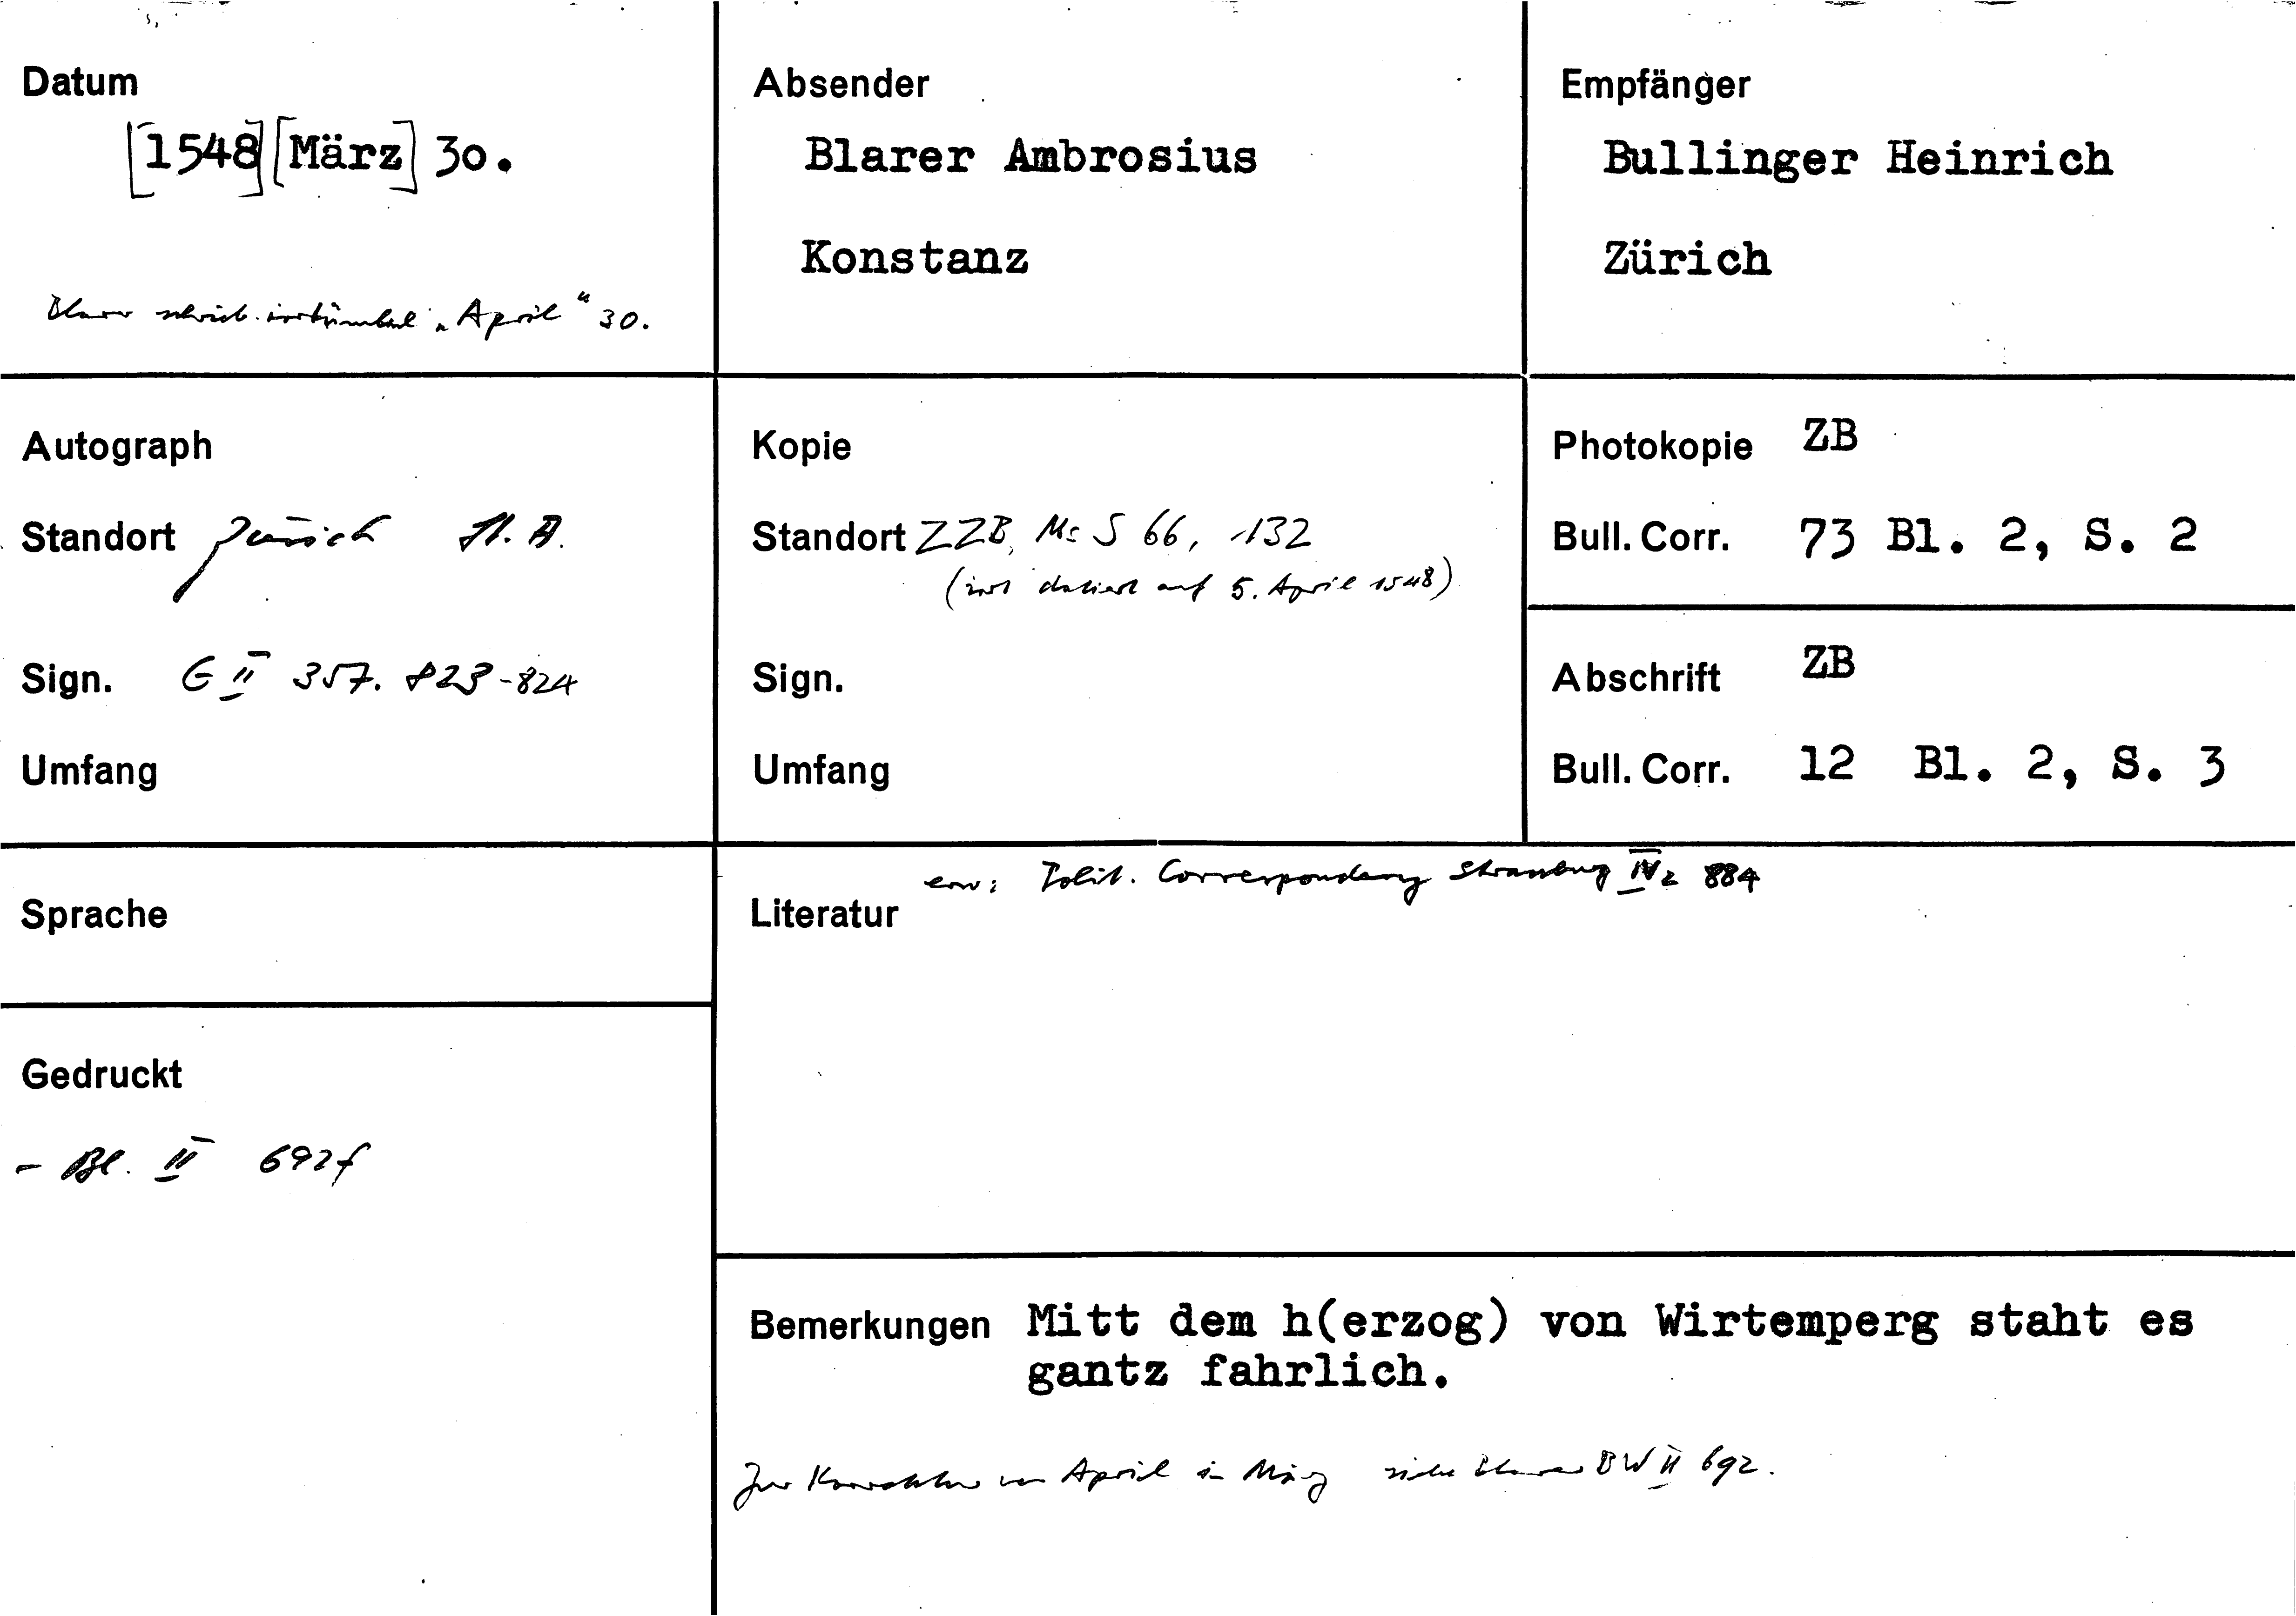 Datum
[1548] [März] 30.
Blarer schrieb irrtümlich „April“ 30.
Absender
Blarer Ambrosius
Konstanz
Empfänger
Bullinger Heinrich
Zürich
Autograph
Standort Zürich St. A.
Sign. E II 357. 823-824
Umfang
Kopie
Standort ZZB, Ms S 66, 132
(irrt datiert auf 5. April 1548)
Sign.
Umfang
Photokopie ZB
Bull. Corr. 73 Bl. 2, S. 2
Abschrift ZB
Bull. Corr. 12 Bl. 2, S. 3
Sprache
Gedruckt
- Bl. II 692f
erw: Polit. Correspondenz Strassburg IV2 884
Literatur
Bemerkungen Mitt dem h(erzog) von Wirtemperg staht es
gantz fahrlich.
Zur Korrektur von April in März siehe Blarer BW II 692.